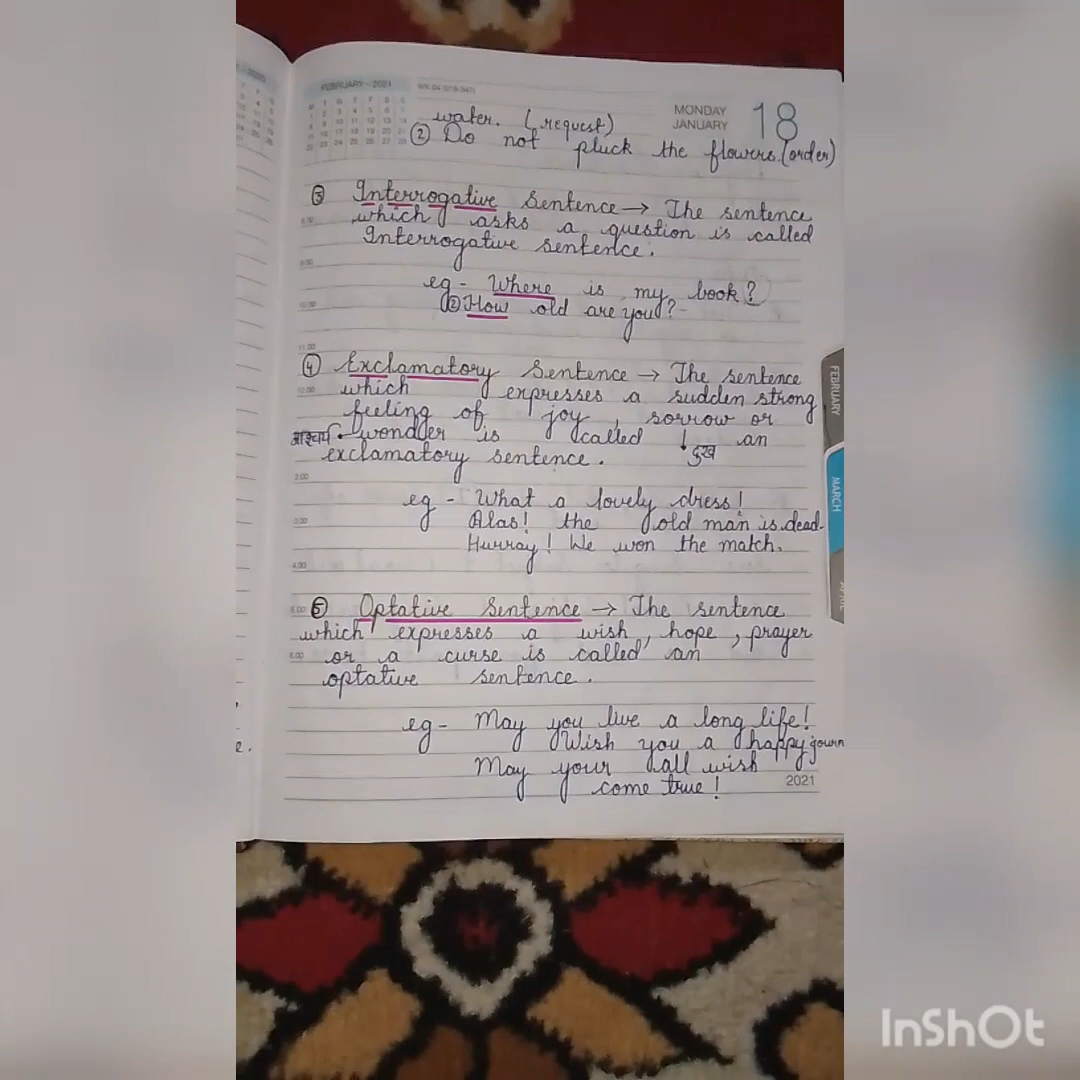 FEBRUARY - 2021
MONDAY
JANUARY 18
water. (request)
② Do not pluck the flowers. (order)
③ Interrogative Sentence → The sentence
which asks a question is called
Interrogative sentence.
eg - Where is my book?
② How old are you?
④ Exclamatory Sentence → The sentence
which expresses a sudden strong
feeling of joy, sorrow or
आश्चर्य ← wonder is called ↓ an
दुख
exclamatory sentence.
eg - What a lovely dress!
Alas! the old man is dead.
Hurray! We won the match.
⑤ Optative Sentence → The sentence
which expresses a wish, hope, prayer
or a curse is called an
optative sentence.
eg - May you live a long life!
Wish you a happy journ
May your all wish
come true!
2021
FEBRUARY
MARCH
InShOt